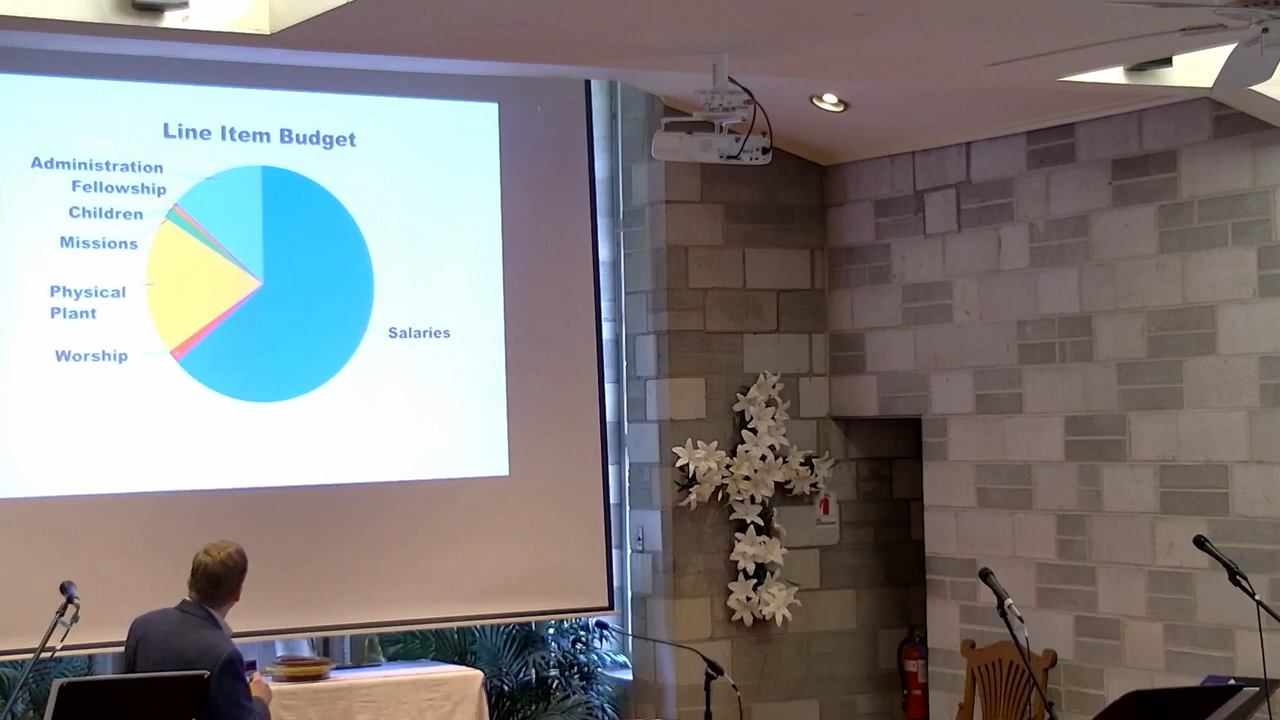 Line Item Budget
Administration
Fellowship
Children
Missions
Physical
Plant
Worship
Salaries